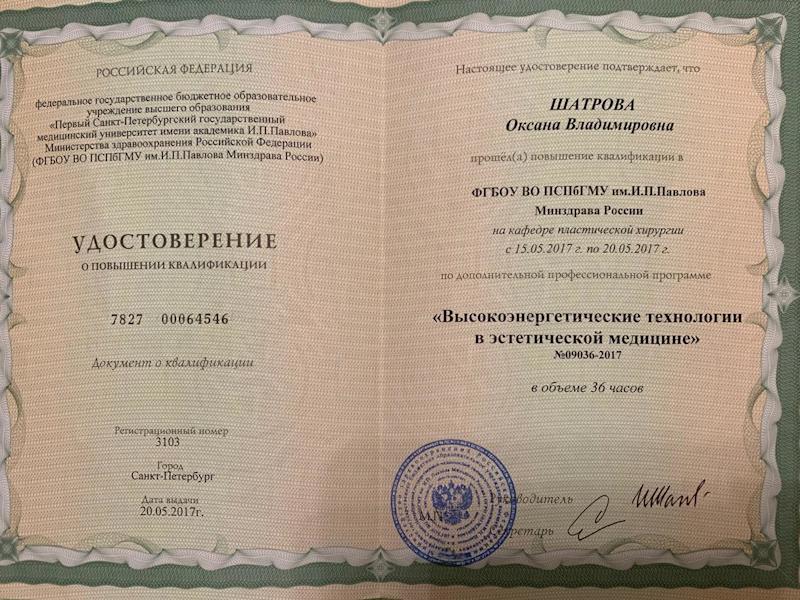 РОССИЙСКАЯ ФЕДЕРАЦИЯ
федеральное государственное бюджетное образовательное
учреждение высшего образования
«Первый Санкт-Петербургский государственный
медицинский университет имени академика И.П.Павлова»
Министерства здравоохранения Российской Федерации
(ФГБОУ ВО ПСПбГМУ им.И.П.Павлова Минздрава России)
УДОСТОВЕРЕНИЕ
О ПОВЫШЕНИИ КВАЛИФИКАЦИИ
7827 00064546
Документ о квалификации
Регистрационный номер
3103
Город
Санкт-Петербург
Дата выдачи
20.05.2017г.
Настоящее удостоверение подтверждает, что
ШАТРОВА
Оксана Владимировна
прошёл(а) повышение квалификации в
ФГБОУ ВО ПСПбГМУ им.И.П.Павлова
Минздрава России
на кафедре пластической хирургии
с 15.05.2017 г. по 20.05.2017 г.
по дополнительной профессиональной программе
«Высокоэнергетические технологии
в эстетической медицине»
№09036-2017
в объеме 36 часов
Руководитель
М.П.
Секретарь